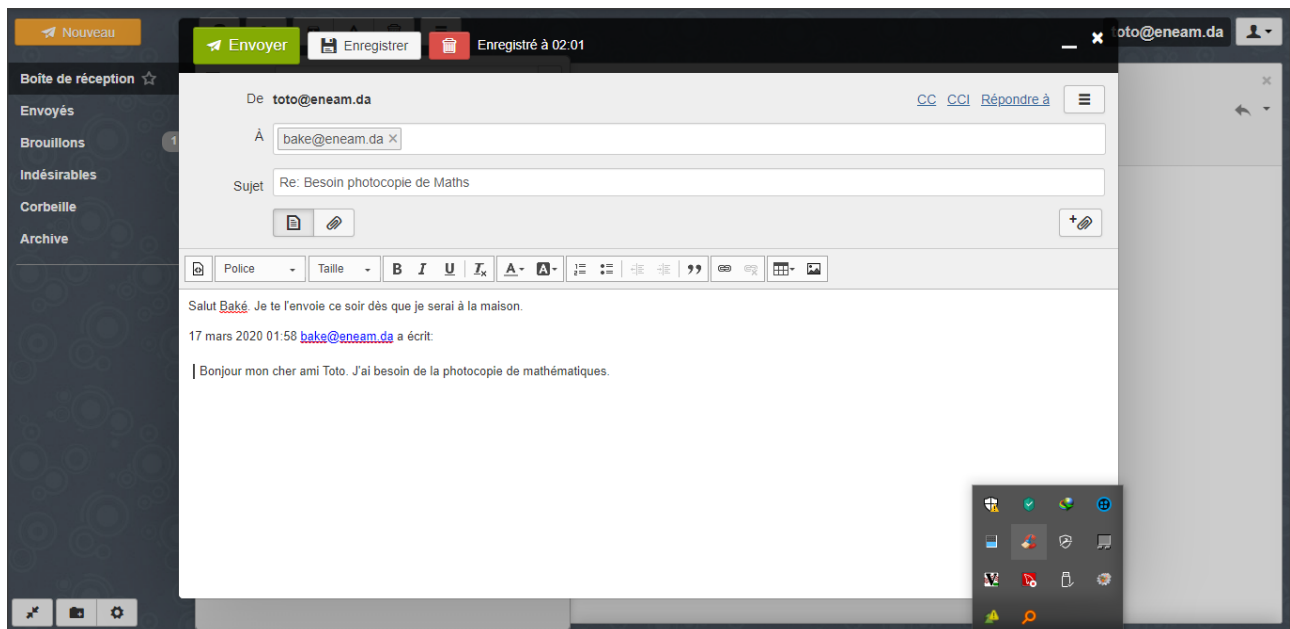 Nouveau
toto@eneam.da
Envoyer
Enregistrer
Enregistré à 02:01
Boîte de réception
Envoyés
Brouillons 1
Indésirables
Corbeille
Archive
De toto@eneam.da
CC CCI Répondre à
À bake@eneam.da
Sujet Re: Besoin photocopie de Maths
Police Taille B I U Ix A A
Salut Baké. Je te l'envoie ce soir dès que je serai à la maison.
17 mars 2020 01:58 bake@eneam.da a écrit:
Bonjour mon cher ami Toto. J'ai besoin de la photocopie de mathématiques.